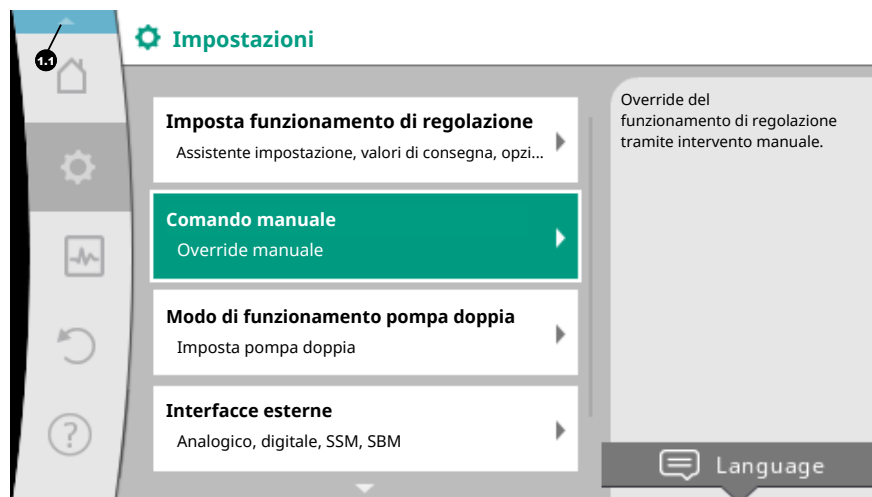 1.1
Impostazioni
Imposta funzionamento di regolazione
Assistente impostazione, valori di consegna, opzi...
Comando manuale
Override manuale
Modo di funzionamento pompa doppia
Imposta pompa doppia
Interfacce esterne
Analogico, digitale, SSM, SBM
Override del
funzionamento di regolazione
tramite intervento manuale.
?
Language